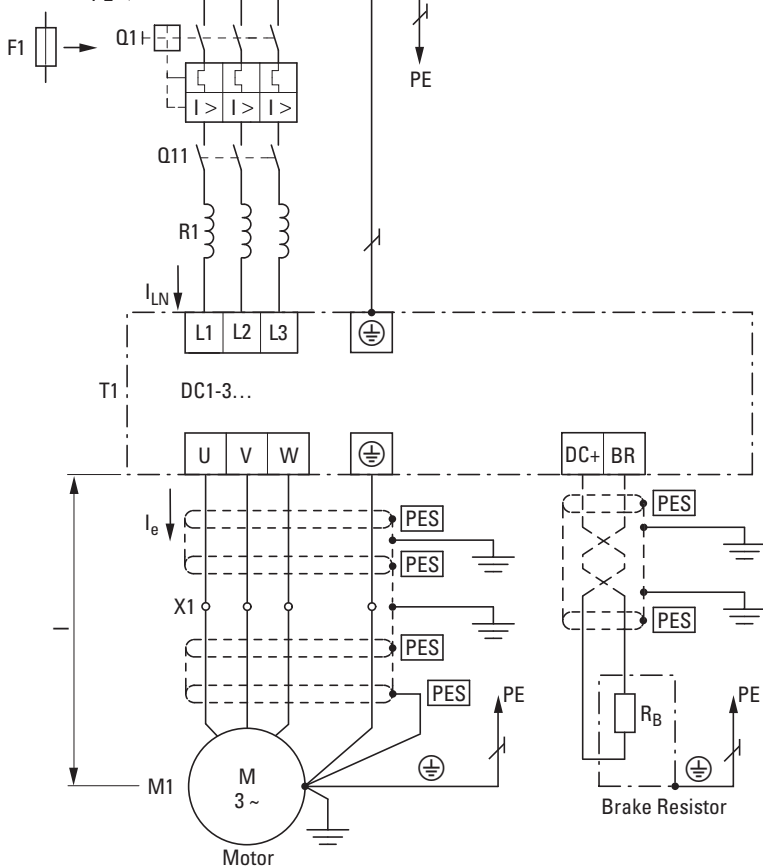 F1
Q1
PE
I > I > I >
Q11
R1
I_LN
L1 L2 L3
T1
DC1-3…
U V W
DC+ BR
I_e
PES
PES
PES
X1
l
PES
PES
PES
PE
R_B
PE
M1
M
3 ~
Brake Resistor
Motor